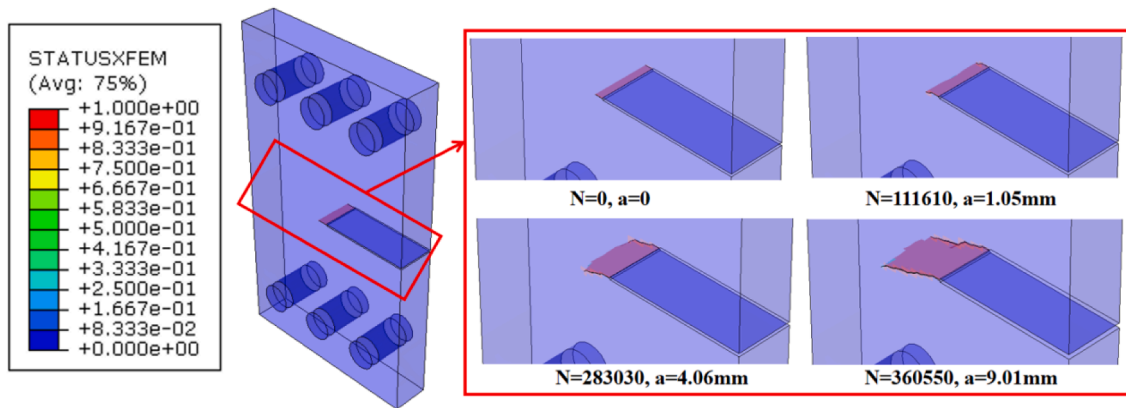 STATUSXFEM
(Avg: 75%)
+1.000e+00
+9.167e-01
+8.333e-01
+7.500e-01
+6.667e-01
+5.833e-01
+5.000e-01
+4.167e-01
+3.333e-01
+2.500e-01
+1.667e-01
+8.333e-02
+0.000e+00
N=0, a=0
N=111610, a=1.05mm
N=283030, a=4.06mm
N=360550, a=9.01mm